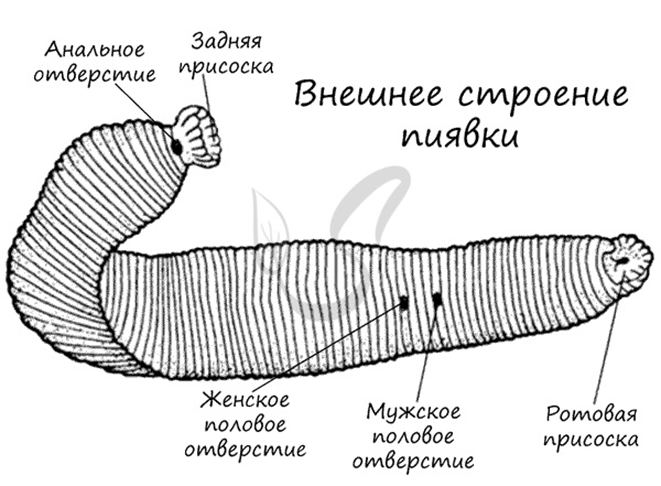 Внешнее строение
пиявки
Анальное
отверстие
Задняя
присоска
Женское
половое
отверстие
Мужское
половое
отверстие
Ротовая
присоска